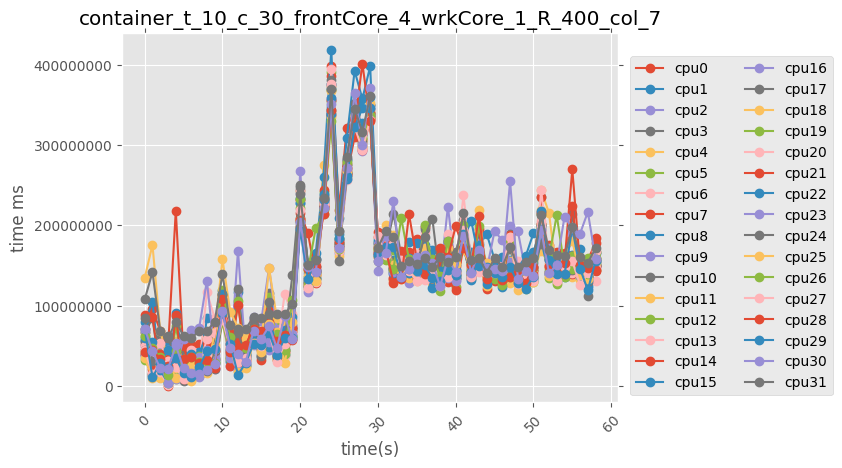 container_t_10_c_30_frontCore_4_wrkCore_1_R_400_col_7
400000000
300000000
200000000
100000000
0
time ms
0
10
20
30
40
50
60
time(s)
cpu0
cpu1
cpu2
cpu3
cpu4
cpu5
cpu6
cpu7
cpu8
cpu9
cpu10
cpu11
cpu12
cpu13
cpu14
cpu15
cpu16
cpu17
cpu18
cpu19
cpu20
cpu21
cpu22
cpu23
cpu24
cpu25
cpu26
cpu27
cpu28
cpu29
cpu30
cpu31